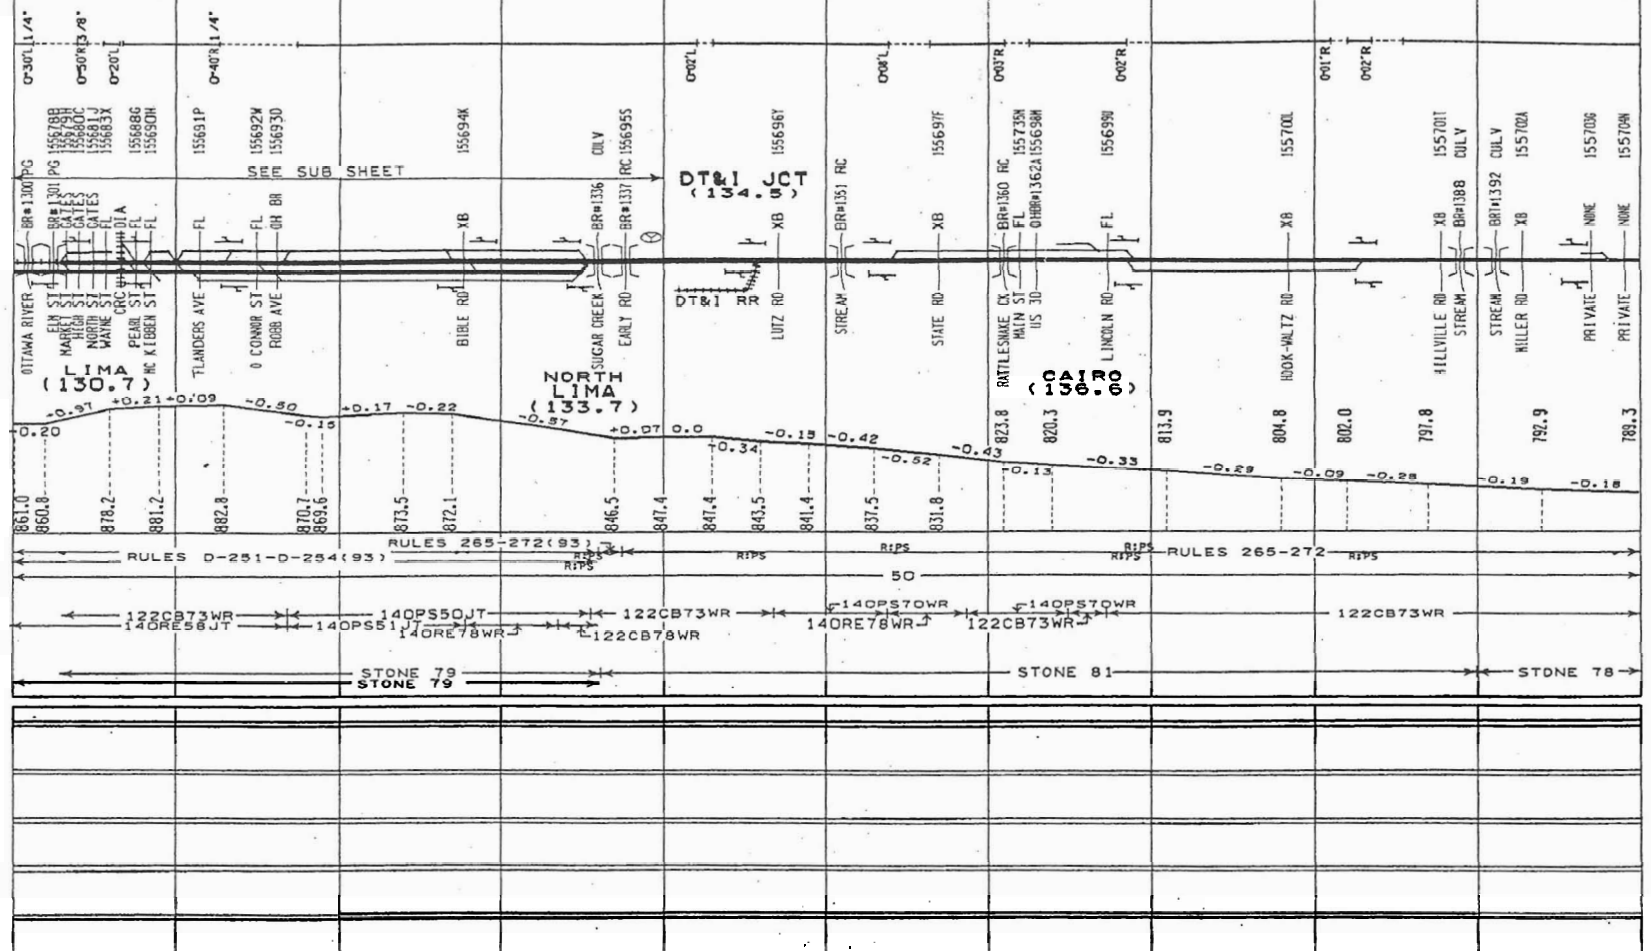 0°30'L 1/4"
0°50'R 3/8"
0°20'L
0°40'R 1/4"
0°02'L
0°08'L
0°03'R
0°02'R
0°01'R
0°02'R
BR#1300 PG
BR#1301 PG
155678B
GATES 155679H
GATES 155680C
GATES 155681J
FL 155683X
DIA
FL 155688G
FL 155690H
FL 155691P
FL 155692W
OH BR 155693D
XB 155694K
BR#1336 CULV
BR#1337 RC 155695S
XB 155696Y
BR#1351 RC
XB 155697F
BR#1360 RC
FL 155735N
OHBR#1362A 155698M
FL 155699U
XB 155700L
XB 155701T
BR#1388 CULV
BRT#1392 CULV
XB 155702A
NONE 155703G
NONE 155704N
SEE SUB SHEET
DT&I JCT
(134.5)
DT&I RR
OTTAWA RIVER
ELM ST
MARKET ST
HIGH ST
NORTH ST
WAYNE ST
CRC
PEARL ST
MC KIBBEN ST
FLANDERS AVE
O CONNOR ST
ROBB AVE
BIBLE RD
SUGAR CREEK
EARLY RD
LUTZ RD
STREAM
STATE RD
RATTLESNAKE CK
MAIN ST
US 30
LINCOLN RD
HOOK-WALTZ RD
HILLVILLE RD
STREAM
STREAM
MILLER RD
PRIVATE
PRIVATE
LIMA
(130.7)
NORTH
LIMA
(133.7)
CAIRO
(136.6)
-0.20 +0.97 +0.21 +0.09 -0.50 -0.15 +0.17 -0.22 -0.57 +0.07 0.0 -0.34 -0.15 -0.42 -0.52 -0.43 -0.13 -0.33 -0.29 -0.09 -0.28 -0.19 -0.18
861.0 860.8 878.2 881.2 882.8 870.7 869.6 873.5 872.1 846.5 847.4 847.4 843.5 841.4 837.5 831.8 823.8 820.3 813.9 804.8 802.0 797.8 792.9 789.3
RULES 265-272(93)
RULES D-251-D-254(93)
RIPS RIPS RIPS RIPS RIPS RIPS RULES 265-272 RIPS
50
122CB73WR 140PS50JT 122CB73WR 140PS70WR 140PS70WR 122CB73WR
140RE58JT 140PS51JT 140RE78WR 122CB78WR 140RE78WR 122CB73WR
STONE 79 STONE 81 STONE 78
STONE 79